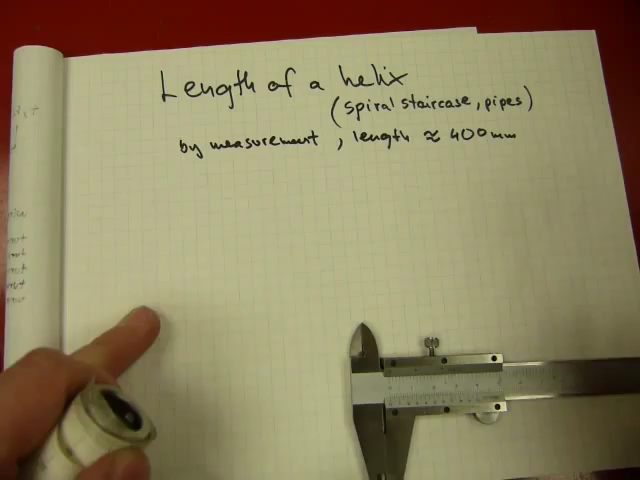 Length of a helix
(spiral staircase, pipes)
by measurement, length ≈ 400mm